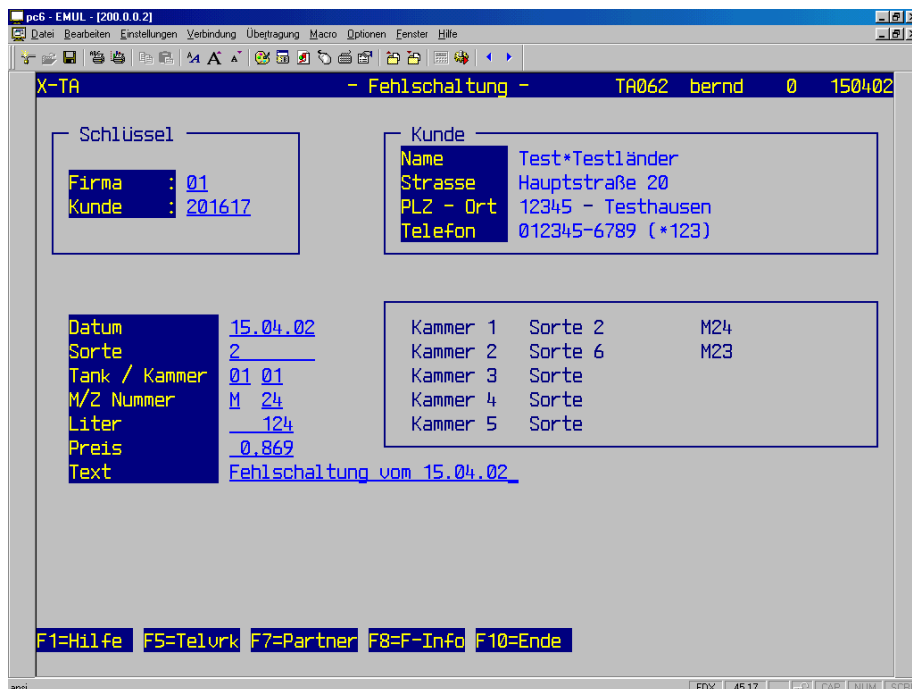 pc6 - EMUL - [200.0.0.2]
Datei Bearbeiten Einstellungen Verbindung Übertragung Macro Optionen Fenster Hilfe
X-TA - Fehlschaltung - TA062 bernd 0 150402
Schlüssel
Firma : 01
Kunde : 201617
Kunde
Name Test*Testländer
Strasse Hauptstraße 20
PLZ - Ort 12345 - Testhausen
Telefon 012345-6789 (*123)
Datum 15.04.02
Sorte 2
Tank / Kammer 01 01
M/Z Nummer M 24
Liter 124
Preis 0,869
Text Fehlschaltung vom 15.04.02_
Kammer 1 Sorte 2 M24
Kammer 2 Sorte 6 M23
Kammer 3 Sorte
Kammer 4 Sorte
Kammer 5 Sorte
F1=Hilfe F5=Telvrk F7=Partner F8=F-Info F10=Ende
ansi FDX 45,17 CAP NUM